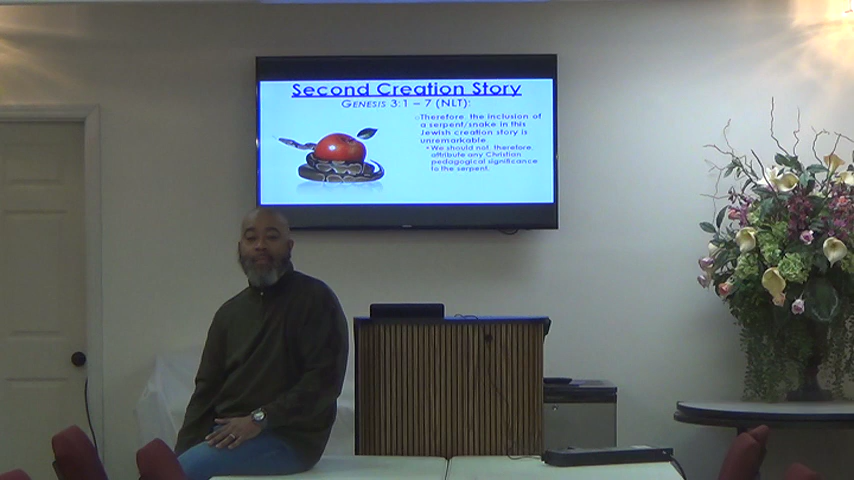 Second Creation Story
GENESIS 3:1 – 7 (NLT):
○Therefore, the inclusion of
a serpent/snake in this
Jewish creation story is
unremarkable
•We should not, therefore,
attribute any Christian
pedagogical significance
to the serpent.